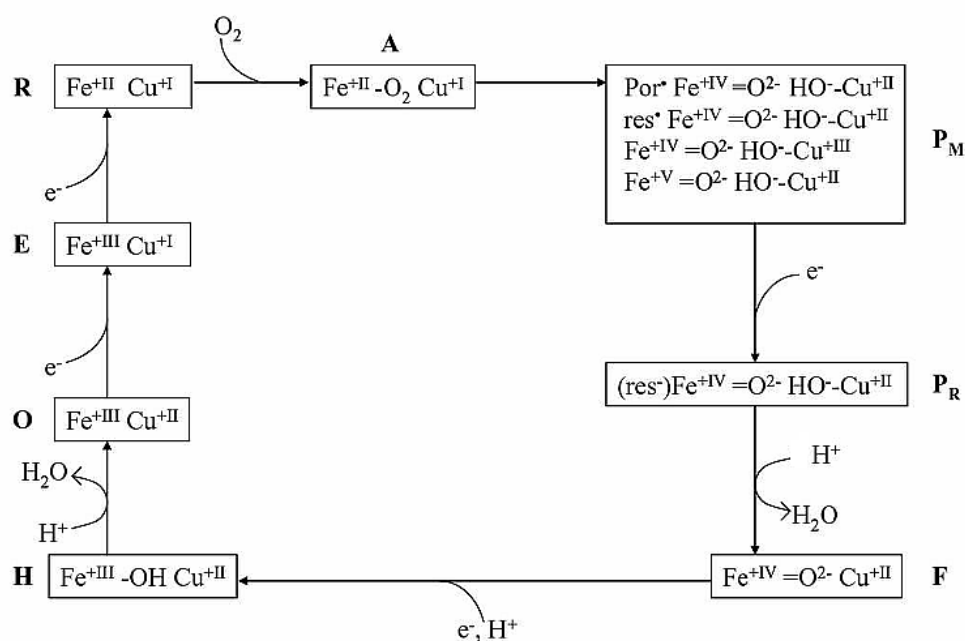 O₂
A
R
Fe⁺ᴵᴵ Cu⁺ᴵ
Fe⁺ᴵᴵ -O₂ Cu⁺ᴵ
Por• Fe⁺ᴵⱽ =O²⁻ HO⁻-Cu⁺ᴵᴵ
res• Fe⁺ᴵⱽ =O²⁻ HO⁻-Cu⁺ᴵᴵ
Fe⁺ᴵⱽ =O²⁻ HO⁻-Cu⁺ᴵᴵᴵ
Fe⁺ⱽ =O²⁻ HO⁻-Cu⁺ᴵᴵ
P_M
e⁻
E
Fe⁺ᴵᴵᴵ Cu⁺ᴵ
e⁻
e⁻
(res⁻)Fe⁺ᴵⱽ =O²⁻ HO⁻-Cu⁺ᴵᴵ
P_R
O
Fe⁺ᴵᴵᴵ Cu⁺ᴵᴵ
H₂O
H⁺
H⁺
H₂O
H
Fe⁺ᴵᴵᴵ -OH Cu⁺ᴵᴵ
Fe⁺ᴵⱽ =O²⁻ Cu⁺ᴵᴵ
F
e⁻, H⁺